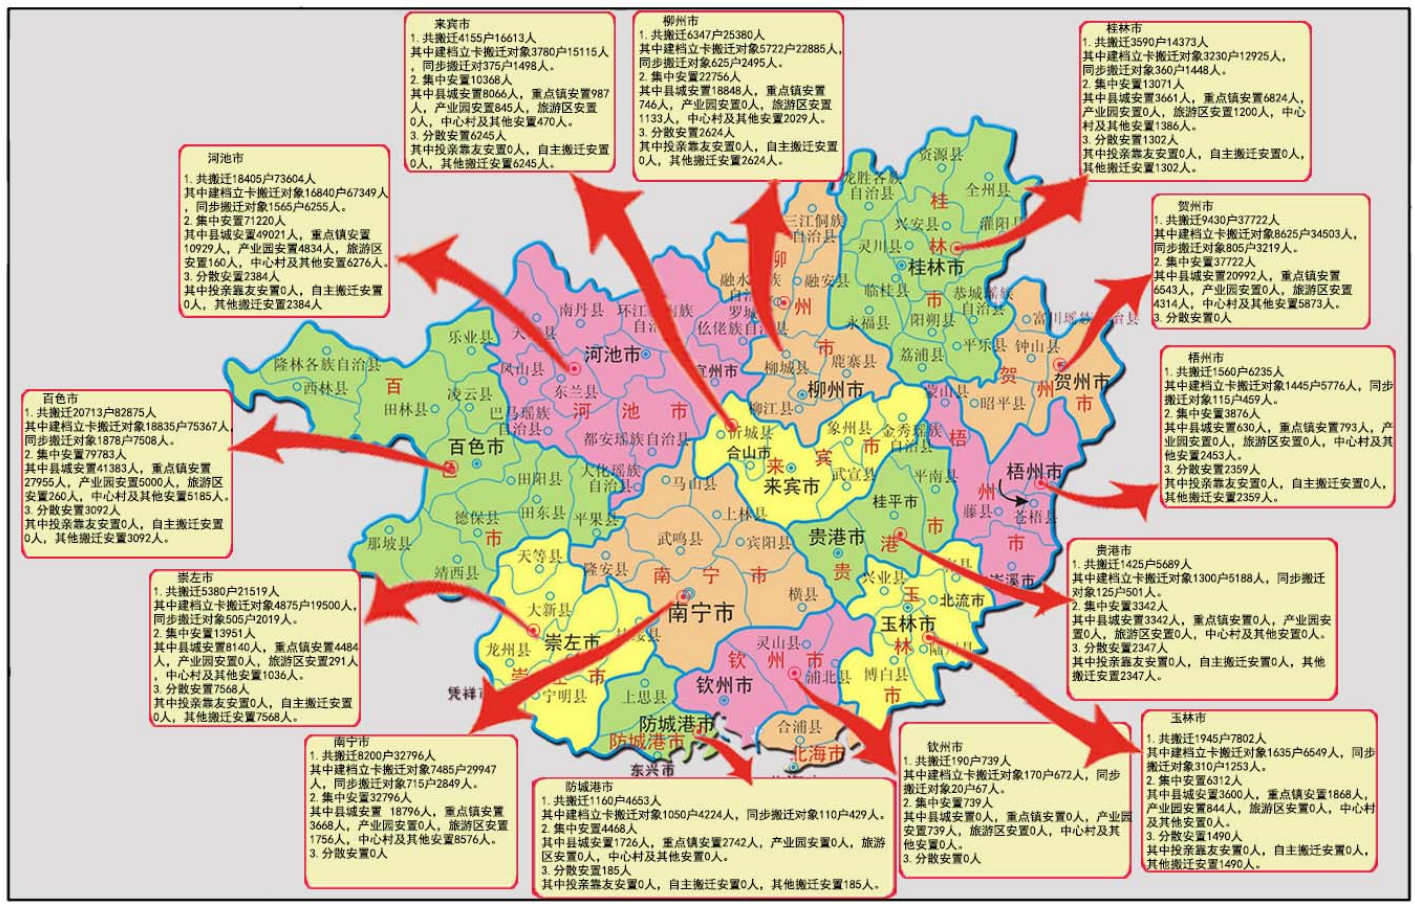 来宾市
1. 共搬迁4155户16613人
其中建档立卡搬迁对象3780户15115人
，同步搬迁对375户1498人。
2. 集中安置10368人
其中县城安置8066人，重点镇安置987
人，产业园安置845人，旅游区安置
0人，中心村及其他安置470人。
3. 分散安置6245人
其中投亲靠友安置0人，自主搬迁安置
0人，其他搬迁安置6245人。
柳州市
1. 共搬迁6347户25380人
其中建档立卡搬迁对象5722户22885人，
同步搬迁对象625户2495人。
2. 集中安置22756人
其中县城安置18848人，重点镇安置
746人，产业园安置0人，旅游区安置
1133人，中心村及其他安置2029人。
3. 分散安置2624人
其中投亲靠友安置0人，自主搬迁安置
0人，其他搬迁安置2624人。
桂林市
1. 共搬迁3590户14373人
其中建档立卡搬迁对象3230户12925人，
同步搬迁对象360户1448人。
2. 集中安置13071人
其中县城安置3661人，重点镇安置6824人，
产业园安置0人，旅游区安置1200人，中心
村及其他安置1386人。
3. 分散安置1302人
其中投亲靠友安置0人，自主搬迁安置0人，
其他搬迁安置1302人。
河池市
1. 共搬迁18405户73604人
其中建档立卡搬迁对象16840户67349人
，同步搬迁对象1565户6255人。
2. 集中安置71220人
其中县城安置49021人，重点镇安置
10929人，产业园安置4834人，旅游区
安置160人，中心村及其他安置6276人。
3. 分散安置2384人
其中投亲靠友安置0人，自主搬迁安置
0人，其他搬迁安置2384人
贺州市
1. 共搬迁9430户37722人
其中建档立卡搬迁对象8625户34503人，
同步搬迁对象805户3219人。
2. 集中安置37722人
其中县城安置20992人，重点镇安置
6543人，产业园安置0人，旅游区安置
4314人，中心村及其他安置5873人。
3. 分散安置0人
梧州市
1. 共搬迁1560户6235人
其中建档立卡搬迁对象1445户5776人，同步
搬迁对象115户459人。
2. 集中安置3876人
其中县城安置630人，重点镇安置793人，产
业园安置0人，旅游区安置0人，中心村及其
他安置2453人。
3. 分散安置2359人
其中投亲靠友安置0人，自主搬迁安置0人，
其他搬迁安置2359人。
百色市
1. 共搬迁20713户82875人
其中建档立卡搬迁对象18835户75367人，
同步搬迁对象1878户7508人。
2. 集中安置79783人
其中县城安置41383人，重点镇安置
27955人，产业园安置5000人，旅游区
安置260人，中心村及其他安置5185人。
3. 分散安置3092人
其中投亲靠友安置0人，自主搬迁安置
0人，其他搬迁安置3092人。
贵港市
1. 共搬迁1425户5689人
其中建档立卡搬迁对象1300户5188人，同步搬迁
对象125户501人。
2. 集中安置3342人
其中县城安置3342人，重点镇安置0人，产业园安
置0人，旅游区安置0人，中心村及其他安置0人。
3. 分散安置2347人
其中投亲靠友安置0人，自主搬迁安置0人，其他
搬迁安置2347人。
崇左市
1. 共搬迁5380户21519人
其中建档立卡搬迁对象4875户19500人，
同步搬迁对象505户2019人。
2. 集中安置13951人
其中县城安置8140人，重点镇安置4484
人，产业园安置0人，旅游区安置291人
，中心村及其他安置1036人。
3. 分散安置7568人
其中投亲靠友安置0人，自主搬迁安置
0人，其他搬迁安置7568人。
南宁市
1. 共搬迁8200户32796人
其中建档立卡搬迁对象7485户29947
人，同步搬迁对象715户2849人。
2. 集中安置32796人
其中县城安置 18796人，重点镇安置
3668人，产业园安置0人，旅游区安置
1756人，中心村及其他安置8576人。
3. 分散安置0人
防城港市
1. 共搬迁1160户4653人
其中建档立卡搬迁对象1050户4224人，同步搬迁对象110户429人。
2. 集中安置4468人
其中县城安置1726人，重点镇安置2742人，产业园安置0人，旅游
区安置0人，中心村及其他安置0人。
3. 分散安置185人
其中投亲靠友安置0人，自主搬迁安置0人，其他搬迁安置185人。
钦州市
1. 共搬迁190户739人
其中建档立卡搬迁对象170户672人，同步
搬迁对象20户67人。
2. 集中安置739人
其中县城安置0人，重点镇安置0人，产业园
安置739人，旅游区安置0人，中心村及其
他安置0人。
3. 分散安置0人
玉林市
1. 共搬迁1945户7802人
其中建档立卡搬迁对象1635户6549人，同步
搬迁对象310户1253人。
2. 集中安置6312人
其中县城安置3600人，重点镇安置1868人，
产业园安置844人，旅游区安置0人，中心村
及其他安置0人。
3. 分散安置1490人
其中投亲靠友安置0人，自主搬迁安置0人，
其他搬迁安置1490人。
资源县
龙胜各族
自治县
全州县
桂林市
兴安县
灌阳县
灵川县
桂林市
临桂县
恭城瑶族
自治县
永福县
阳朔县
平乐县
荔浦县
三江侗族
自治县
柳州市
融安县
鹿寨县
柳城县
柳州市
柳江县
富川瑶族自治县
钟山县
贺州市
贺州市
昭平县
南丹县
河池市
东兰县
凤山县
河池市
巴马瑶族
自治县
都安瑶族自治县
大化瑶族
自治县
乐业县
隆林各族自治县
西林县
田林县
凌云县
百色市
百色市
田阳县
田东县
平果县
德保县
那坡县
靖西县
忻城县
合山市
象州县
金秀瑶族
自治县
来宾市
来宾市
武宣县
蒙山县
梧州市
梧州市
藤县
苍梧县
岑溪市
平南县
桂平市
贵港市
贵港市
马山县
上林县
武鸣县
宾阳县
隆安县
南宁市
南宁市
横县
天等县
大新县
崇左市
龙州县
扶绥县
崇左市
宁明县
凭祥市
兴业县
北流市
玉林市
玉林市
陆川县
博白县
灵山县
钦州市
钦州市
浦北县
上思县
防城港市
防城港市
东兴市
合浦县
北海市